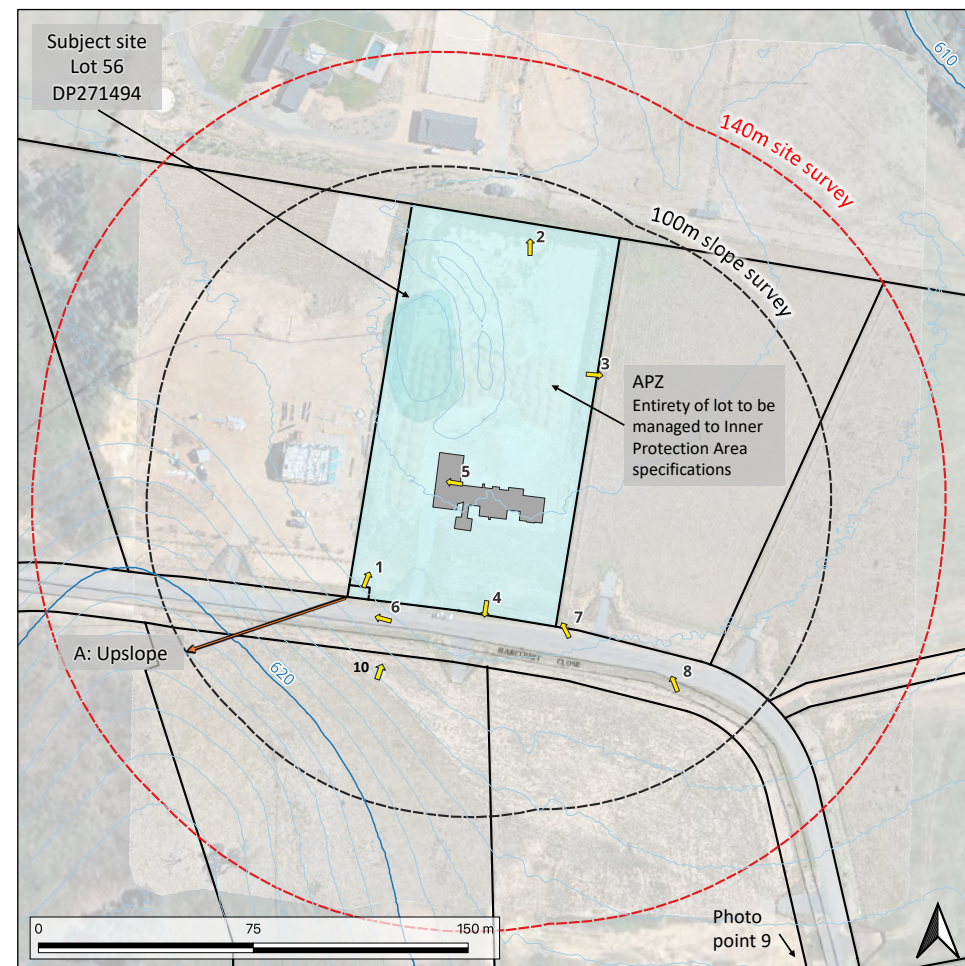 Subject site
Lot 56
DP271494
610
140m site survey
100m slope survey
2
3
APZ
Entirety of lot to be
managed to Inner
Protection Area
specifications
5
1
4
6
7
HARCOURT CLOSE
A: Upslope
10
8
620
0
75
150 m
Photo
point 9